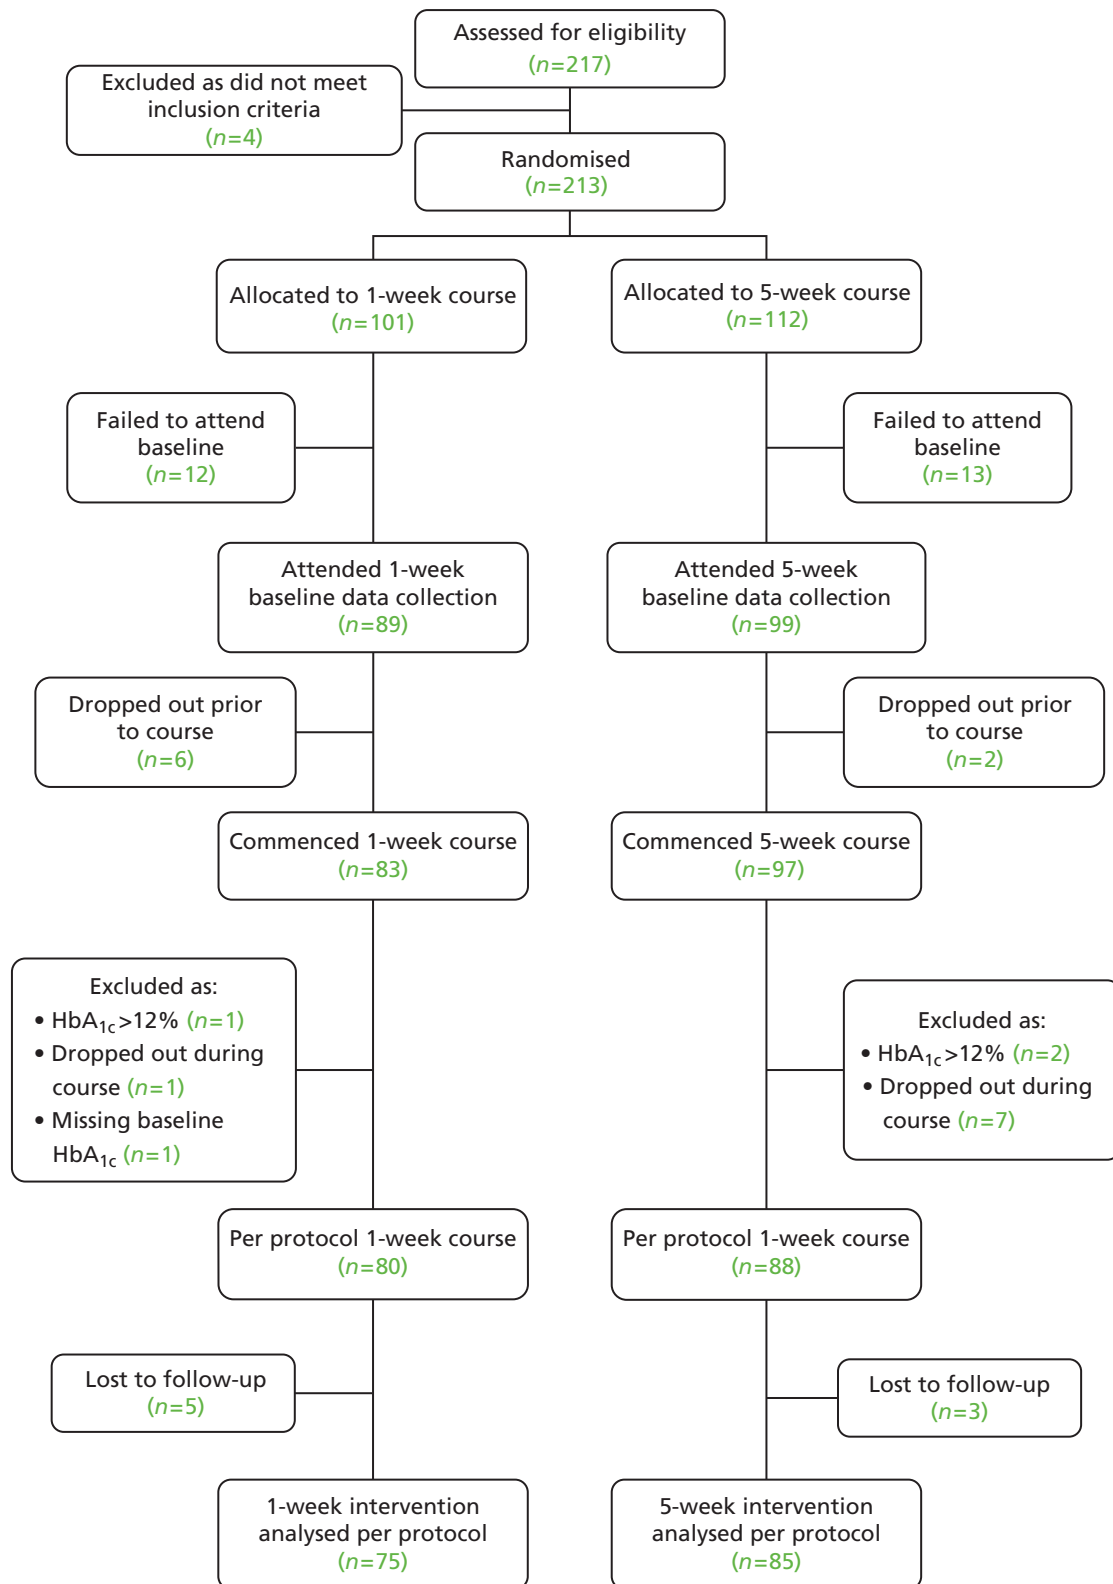 Assessed for eligibility
(n=217)
Excluded as did not meet
inclusion criteria
(n=4)
Randomised
(n=213)
Allocated to 1-week course
(n=101)
Allocated to 5-week course
(n=112)
Failed to attend
baseline
(n=12)
Failed to attend
baseline
(n=13)
Attended 1-week
baseline data collection
(n=89)
Attended 5-week
baseline data collection
(n=99)
Dropped out prior
to course
(n=6)
Dropped out prior
to course
(n=2)
Commenced 1-week course
(n=83)
Commenced 5-week course
(n=97)
Excluded as:
• HbA1c>12% (n=1)
• Dropped out during
course (n=1)
• Missing baseline
HbA1c (n=1)
Excluded as:
• HbA1c>12% (n=2)
• Dropped out during
course (n=7)
Per protocol 1-week course
(n=80)
Per protocol 1-week course
(n=88)
Lost to follow-up
(n=5)
Lost to follow-up
(n=3)
1-week intervention
analysed per protocol
(n=75)
5-week intervention
analysed per protocol
(n=85)